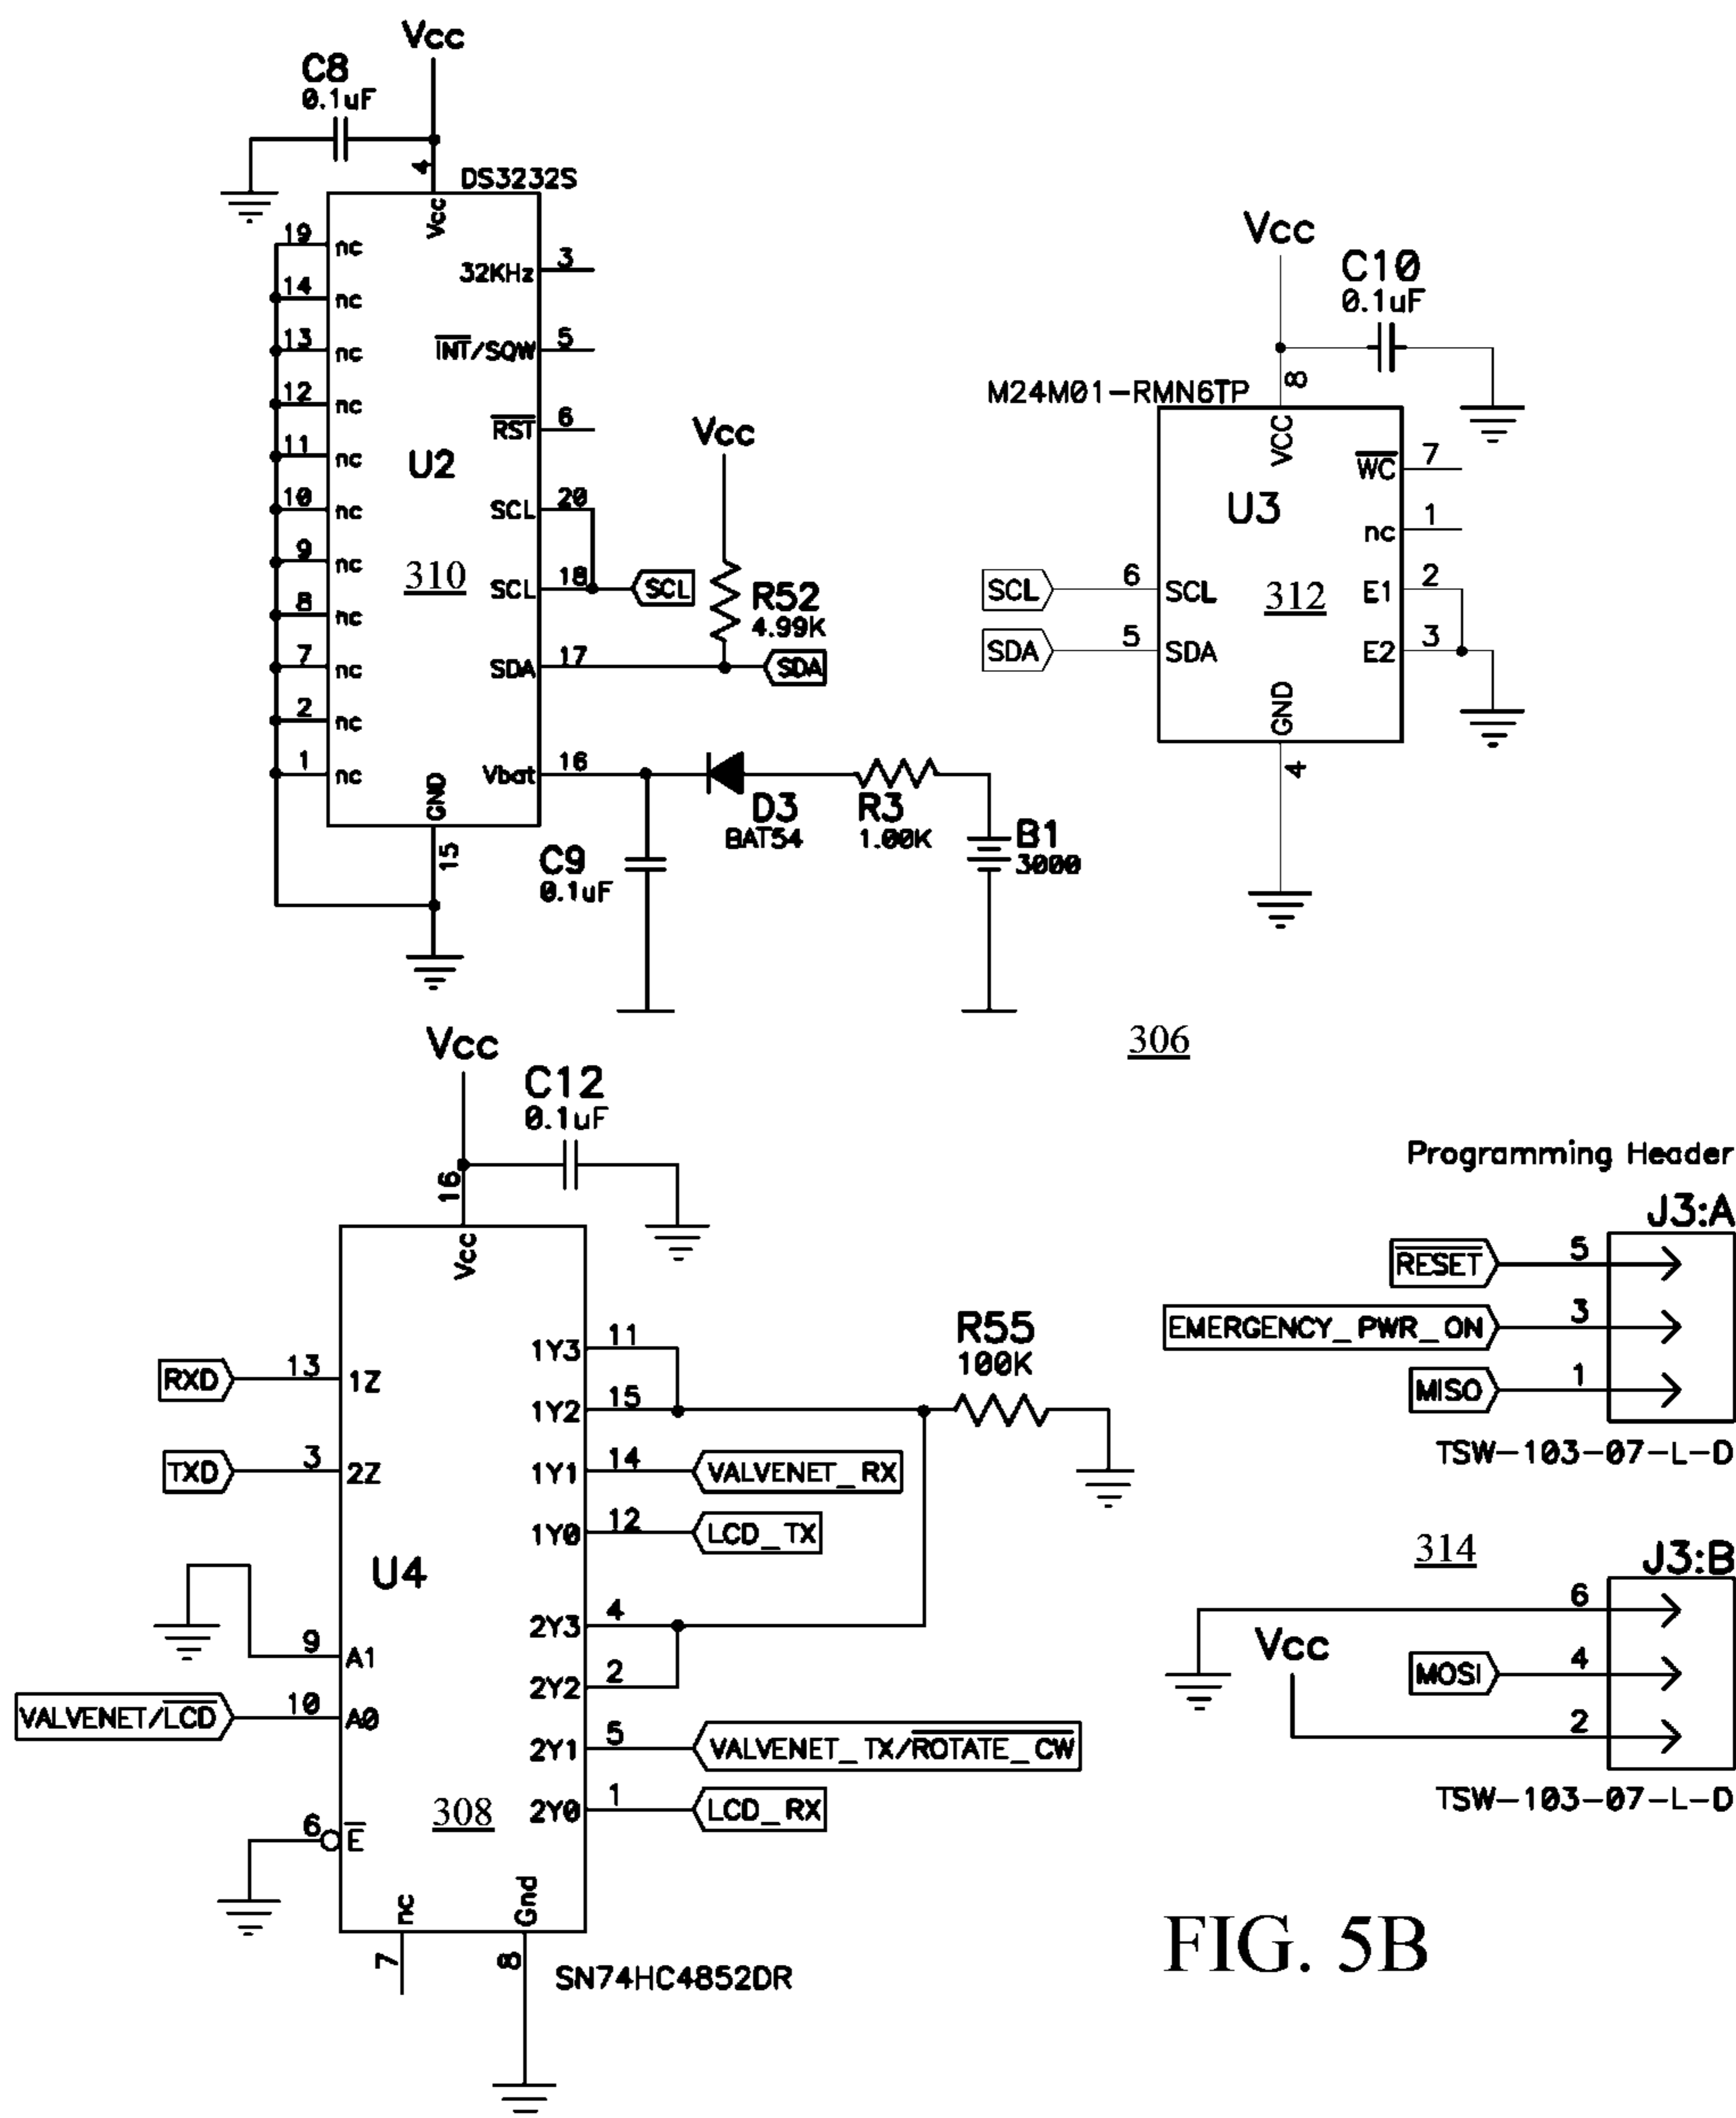 Vcc
C8
0.1uF
4
DS3232S
Vcc
19 nc
32KHz 3
14 nc
13 nc
INT/SQW 5
12 nc
RST 6
11 nc
U2
10 nc
SCL 20
9 nc
310
SCL 18 SCL
8 nc
7 nc
SDA 17 SDA
2 nc
1 nc
Vbat 16
GND
15
Vcc
R52
4.99K
D3
BAT54
R3
1.00K
B1
3000
C9
0.1uF
Vcc
C10
0.1uF
8
M24M01-RMN6TP
VCC
WC 7
U3
nc 1
SCL 6 SCL
312
E1 2
SDA 5 SDA
E2 3
GND
4
306
Vcc
C12
0.1uF
16
Vcc
1Y3 11
R55
100K
RXD 13 1Z
1Y2 15
TXD 3 2Z
1Y1 14 VALVENET_RX
1Y0 12 LCD_TX
U4
2Y3 4
9 A1
2Y2 2
VALVENET/LCD 10 A0
2Y1 5 VALVENET_TX/ROTATE_CW
308
2Y0 1 LCD_RX
6 E
nc
Gnd
7
8
SN74HC4852DR
Programming Header
J3:A
RESET 5
EMERGENCY_PWR_ON 3
MISO 1
TSW-103-07-L-D
314
J3:B
6
Vcc
MOSI 4
2
TSW-103-07-L-D
FIG. 5B